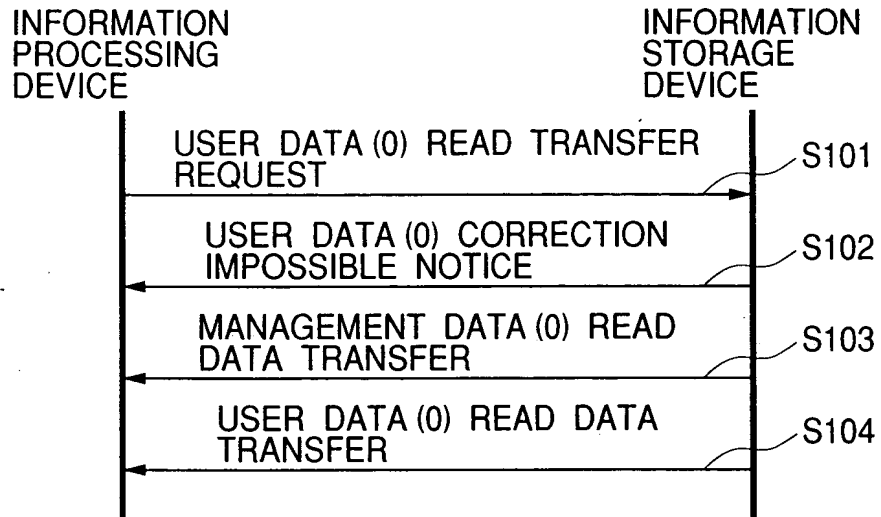 INFORMATION
PROCESSING
DEVICE
INFORMATION
STORAGE
DEVICE
USER DATA (0) READ TRANSFER
REQUEST
S101
USER DATA (0) CORRECTION
IMPOSSIBLE NOTICE
S102
MANAGEMENT DATA (0) READ
DATA TRANSFER
S103
USER DATA (0) READ DATA
TRANSFER
S104